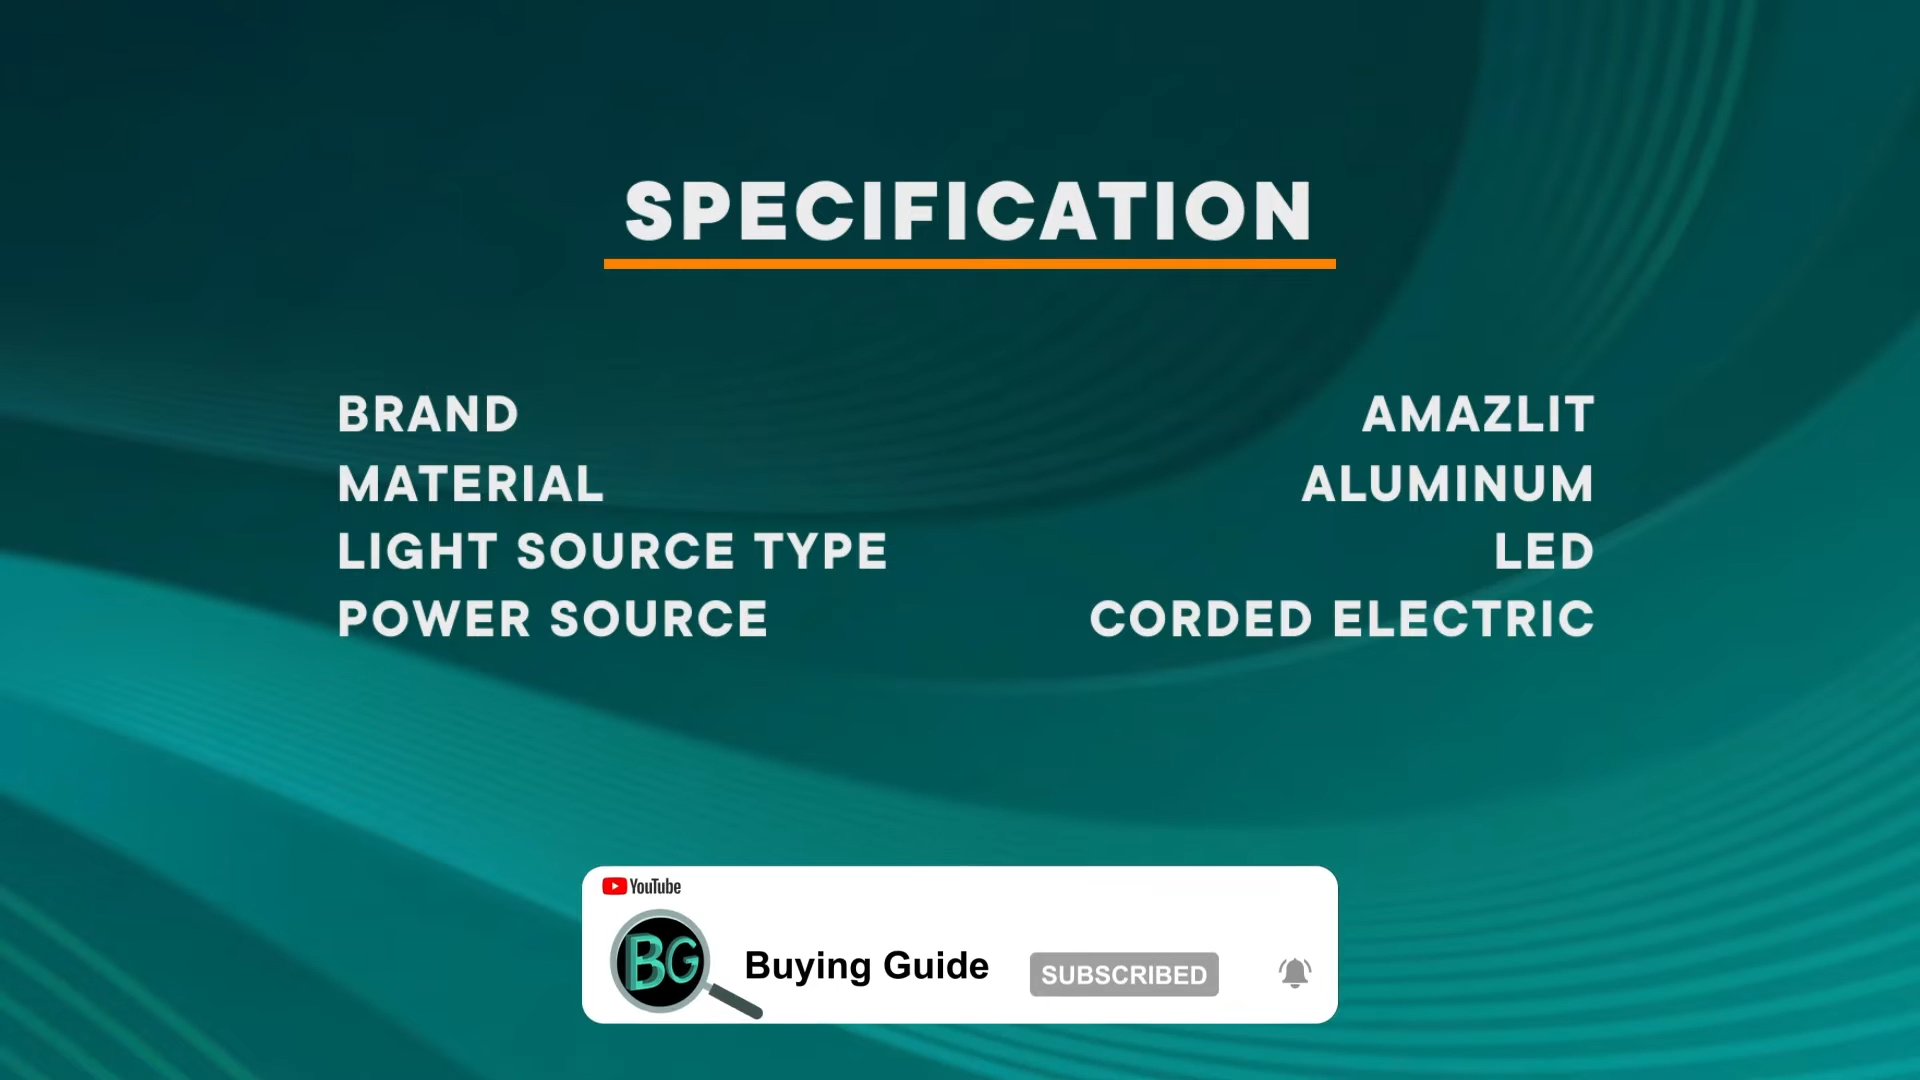 SPECIFICATION
BRAND AMAZLIT
MATERIAL ALUMINUM
LIGHT SOURCE TYPE LED
POWER SOURCE CORDED ELECTRIC
YouTube
BG
Buying Guide SUBSCRIBED